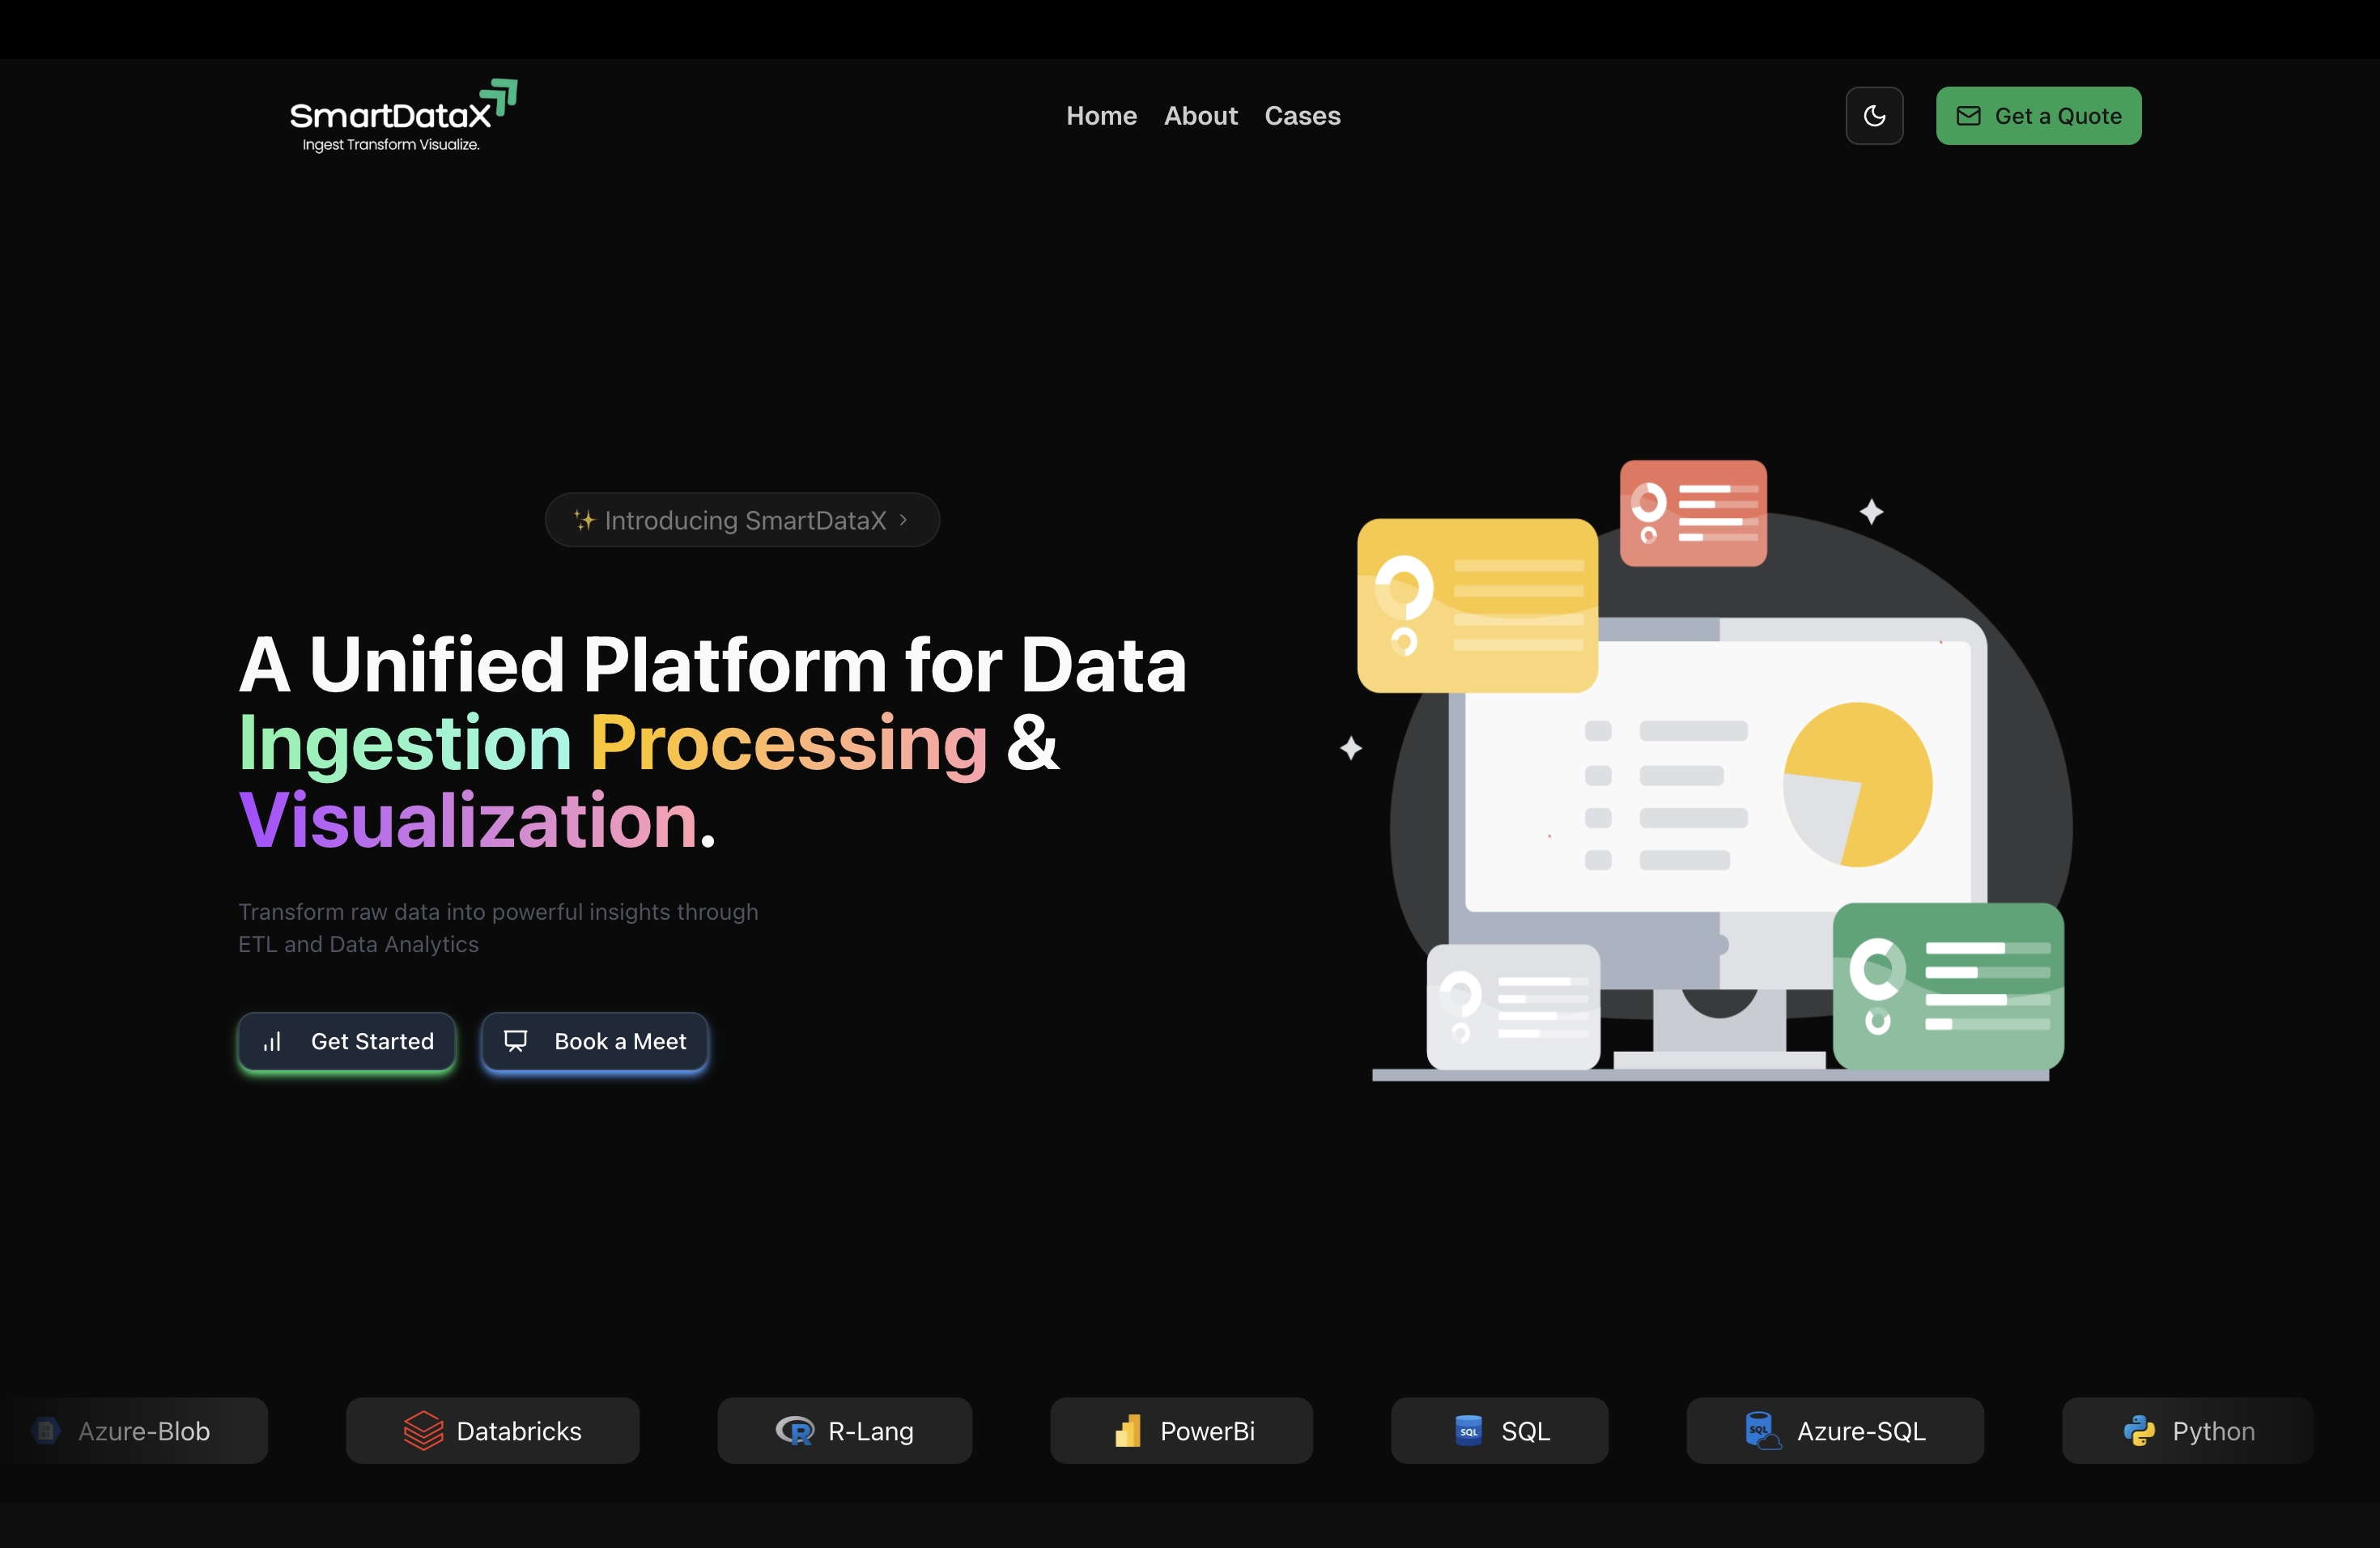 SmartDataX
Ingest Transform Visualize.
Home About Cases
Get a Quote
✨ Introducing SmartDataX >
A Unified Platform for Data
Ingestion Processing &
Visualization.
Transform raw data into powerful insights through
ETL and Data Analytics
Get Started
Book a Meet
Azure-Blob
Databricks
R-Lang
PowerBi
SQL
SQL
SQL
Azure-SQL
Python